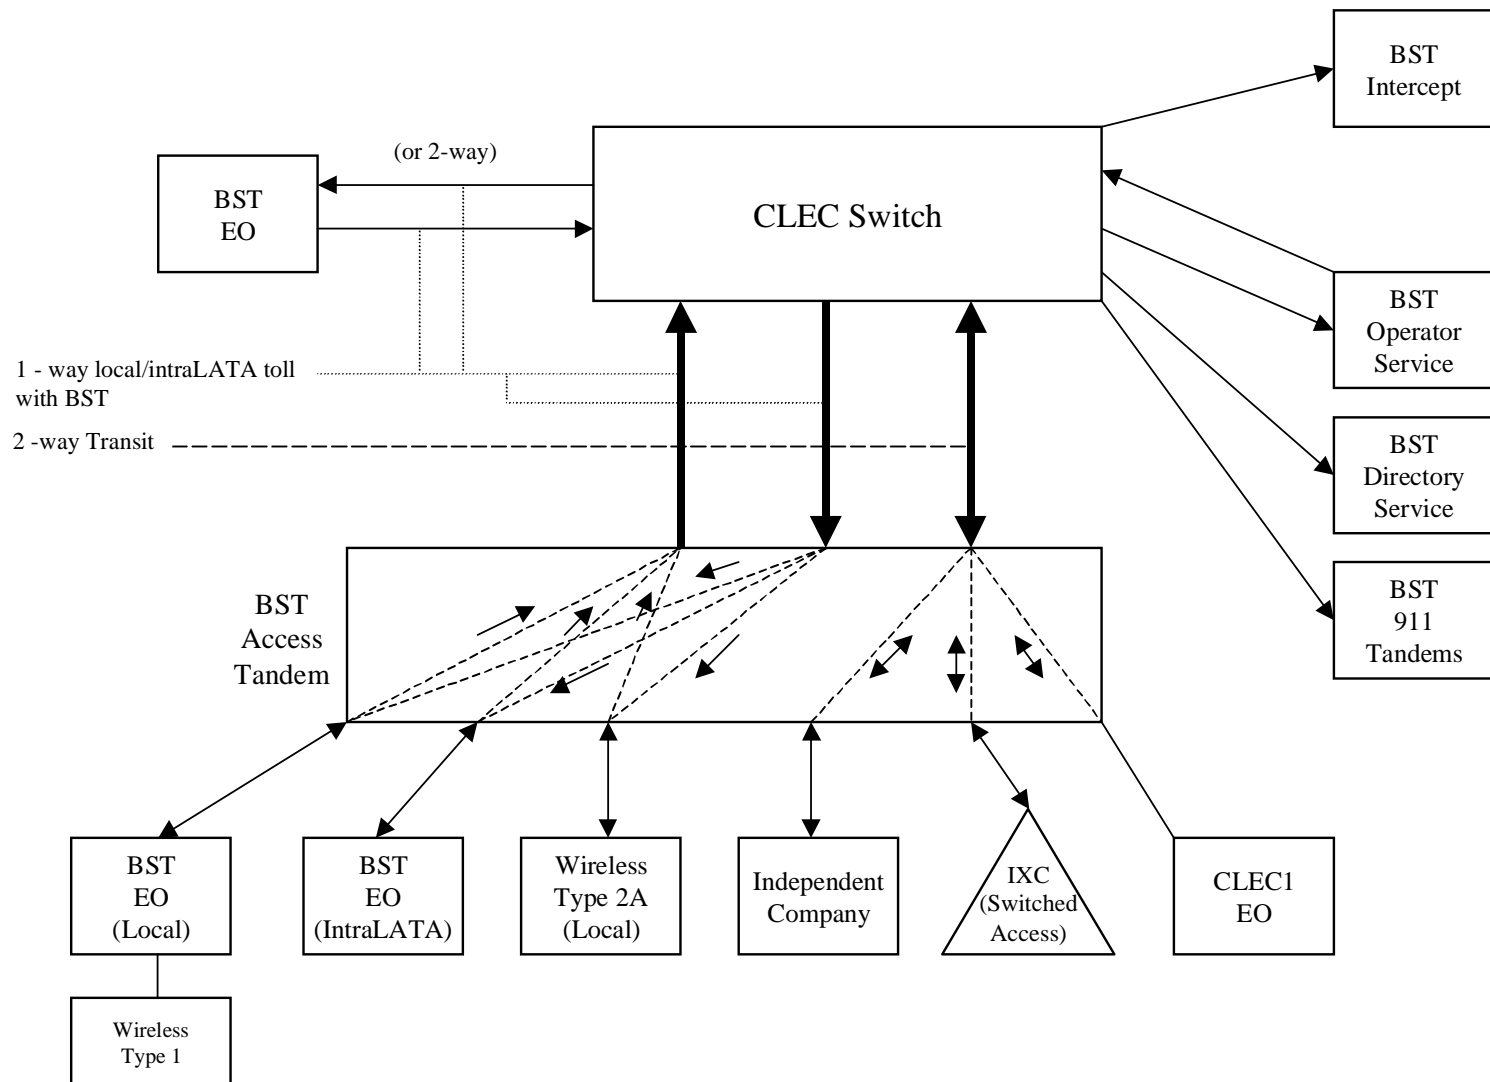 BST
Intercept
(or 2-way)
BST
EO
CLEC Switch
BST
Operator
Service
1 - way local/intraLATA toll
with BST
2 -way Transit
BST
Directory
Service
BST
Access
Tandem
BST
911
Tandems
BST
EO
(Local)
BST
EO
(IntraLATA)
Wireless
Type 2A
(Local)
Independent
Company
IXC
(Switched
Access)
CLEC1
EO
Wireless
Type 1